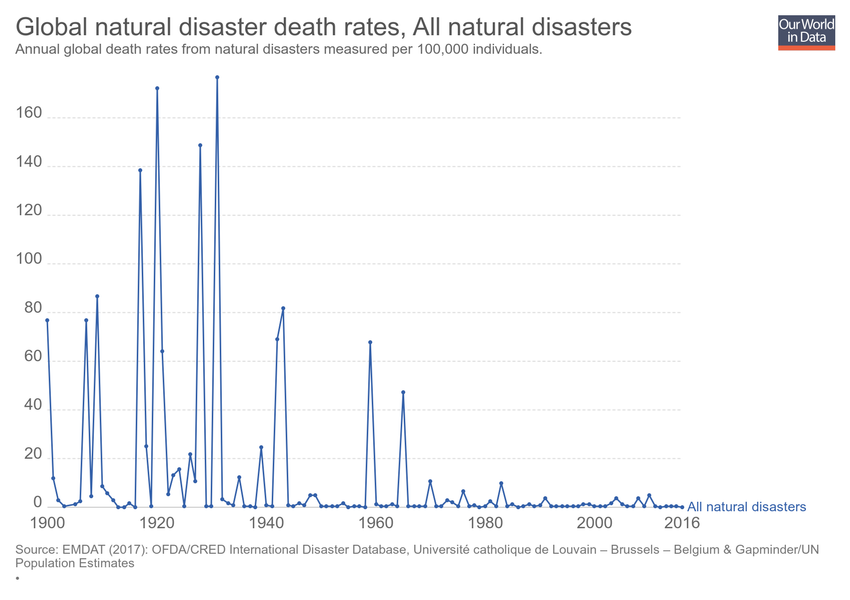 Global natural disaster death rates, All natural disasters
Our World
in Data
Annual global death rates from natural disasters measured per 100,000 individuals.
160
140
120
100
80
60
40
20
0
All natural disasters
1900 1920 1940 1960 1980 2000 2016
Source: EMDAT (2017): OFDA/CRED International Disaster Database, Université catholique de Louvain – Brussels – Belgium & Gapminder/UN
Population Estimates
•